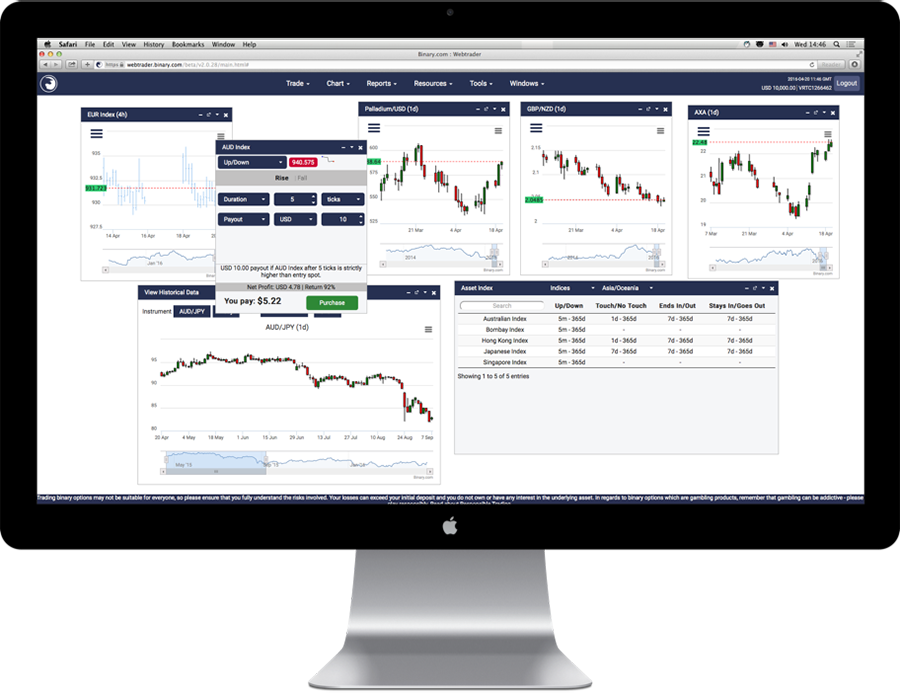 Safari File Edit View History Bookmarks Window Help
Wed 14:46
Binary.com : Webtrader
https webtrader.binary.com/beta/v2.0.28/main.html#
Reader
Trade Chart Reports Resources Tools Windows
2016-04-20 11:46 GMT
USD 10,000.00 | VRTC1266462
Logout
EUR Index (4h)
935
932.5
931.723
930
927.5
14 Apr 16 Apr 18 Apr
Jan '16
AUD Index
Up/Down 940.575
Rise | Fall
Duration 5 ticks
Payout USD 10
USD 10.00 payout if AUD Index after 5 ticks is strictly
higher than entry spot.
Net Profit: USD 4.78 | Return 92%
You pay: $5.22 Purchase
Palladium/USD (1d)
600
575
550
525
21 Mar 4 Apr 18 Apr
2014
Binary.com
GBP/NZD (1d)
2.15
2.1
2.0485
2
21 Mar 4 Apr 18 Apr
2014
Binary.com
AXA (1d)
22.48
22
21
20
19
7 Mar 21 Mar 4 Apr 18 Apr
Binary.com
View Historical Data
Instrument AUD/JPY
AUD/JPY (1d)
95
90
85
80
20 Apr 4 May 18 May 1 Jun 15 Jun 29 Jun 13 Jul 27 Jul 10 Aug 24 Aug 7 Sep
May '15 Sep '15
Binary.com
Asset Index Indices Asia/Oceania
Search Up/Down Touch/No Touch Ends In/Out Stays In/Goes Out
Australian Index 5m - 365d 1d - 365d 7d - 365d 7d - 365d
Bombay Index 5m - 365d - - -
Hong Kong Index 5m - 365d 1d - 365d 7d - 365d 7d - 365d
Japanese Index 5m - 365d 1d - 365d 7d - 365d 7d - 365d
Singapore Index 5m - 365d - - -
Showing 1 to 5 of 5 entries
Trading binary options may not be suitable for everyone, so please ensure that you fully understand the risks involved. Your losses can exceed your initial deposit and you do not own or have any interest in the underlying asset. In regards to binary options which are gambling products, remember that gambling can be addictive - please
play responsibly. Read about Responsible Trading.